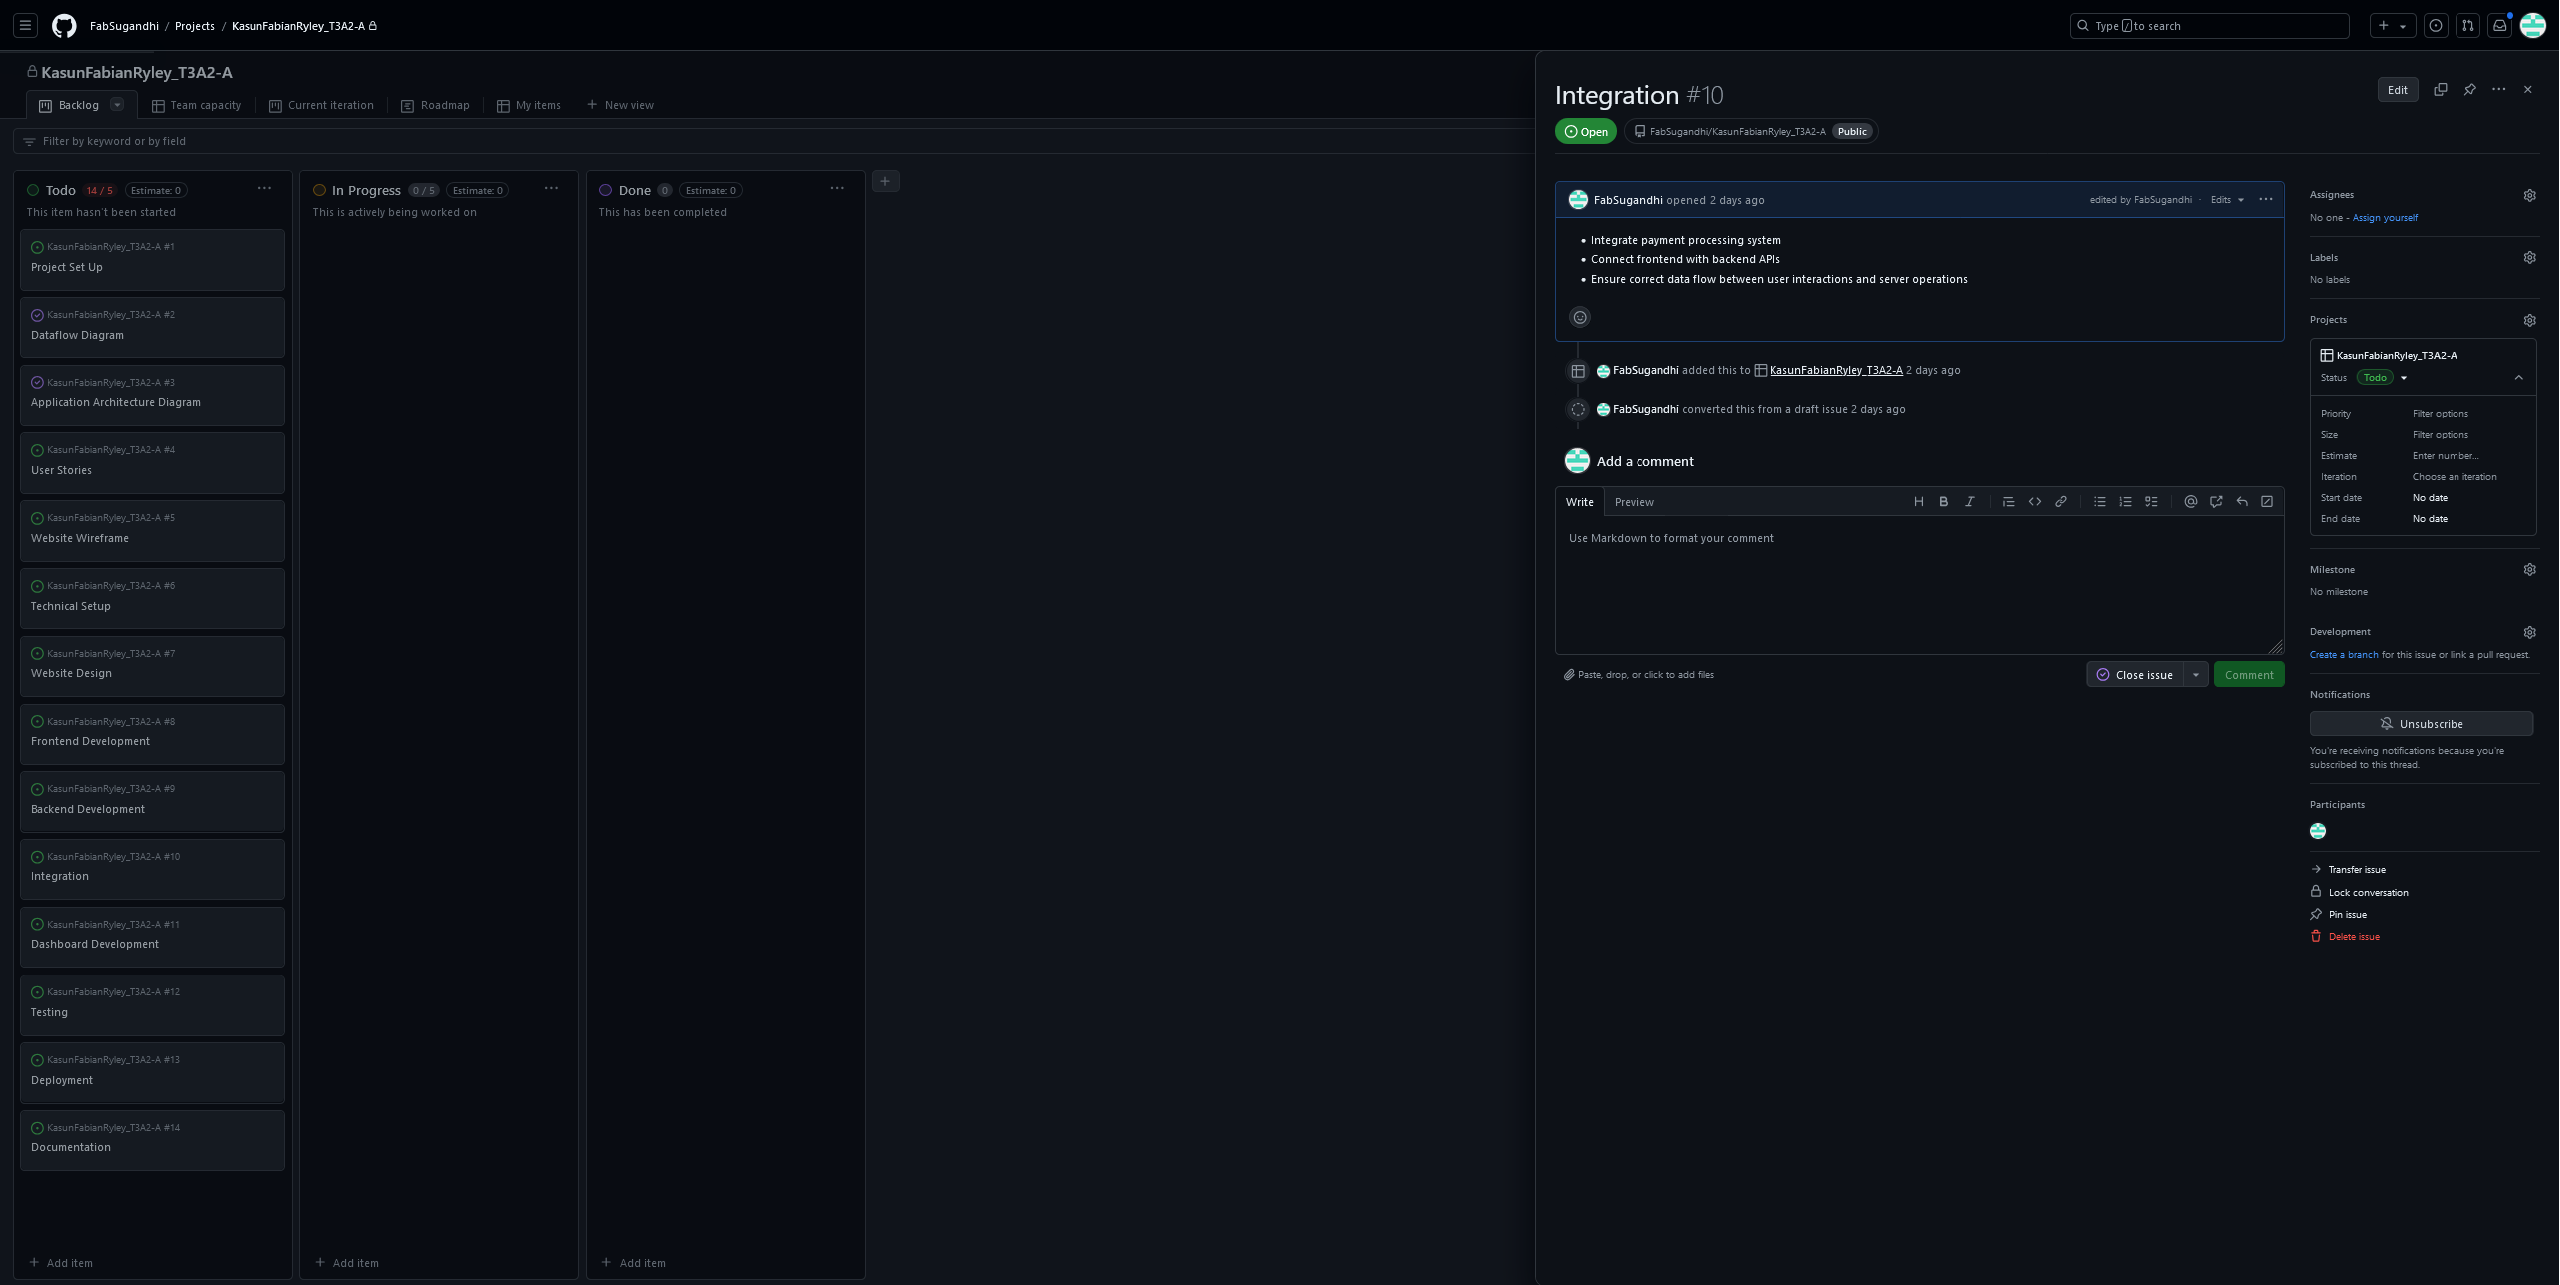 FabSugandhi / Projects / KasunFabianRyley_T3A2-A
Type / to search
KasunFabianRyley_T3A2-A
Backlog
Team capacity
Current iteration
Roadmap
My items
New view
Filter by keyword or by field
Todo 14 / 5 Estimate: 0
This item hasn't been started
KasunFabianRyley_T3A2-A #1
Project Set Up
KasunFabianRyley_T3A2-A #2
Dataflow Diagram
KasunFabianRyley_T3A2-A #3
Application Architecture Diagram
KasunFabianRyley_T3A2-A #4
User Stories
KasunFabianRyley_T3A2-A #5
Website Wireframe
KasunFabianRyley_T3A2-A #6
Technical Setup
KasunFabianRyley_T3A2-A #7
Website Design
KasunFabianRyley_T3A2-A #8
Frontend Development
KasunFabianRyley_T3A2-A #9
Backend Development
KasunFabianRyley_T3A2-A #10
Integration
KasunFabianRyley_T3A2-A #11
Dashboard Development
KasunFabianRyley_T3A2-A #12
Testing
KasunFabianRyley_T3A2-A #13
Deployment
KasunFabianRyley_T3A2-A #14
Documentation
+ Add item
In Progress 0 / 5 Estimate: 0
This is actively being worked on
+ Add item
Done 0 Estimate: 0
This has been completed
+ Add item
Integration #10
Edit
Open
FabSugandhi/KasunFabianRyley_T3A2-A Public
FabSugandhi opened 2 days ago
edited by FabSugandhi · Edits
• Integrate payment processing system
• Connect frontend with backend APIs
• Ensure correct data flow between user interactions and server operations
FabSugandhi added this to KasunFabianRyley_T3A2-A 2 days ago
FabSugandhi converted this from a draft issue 2 days ago
Add a comment
Write
Preview
Use Markdown to format your comment
Paste, drop, or click to add files
Close issue
Comment
Assignees
No one - Assign yourself
Labels
No labels
Projects
KasunFabianRyley_T3A2-A
Status Todo
Priority Filter options
Size Filter options
Estimate Enter number...
Iteration Choose an iteration
Start date No date
End date No date
Milestone
No milestone
Development
Create a branch for this issue or link a pull request.
Notifications
Unsubscribe
You're receiving notifications because you're
subscribed to this thread.
Participants
Transfer issue
Lock conversation
Pin issue
Delete issue